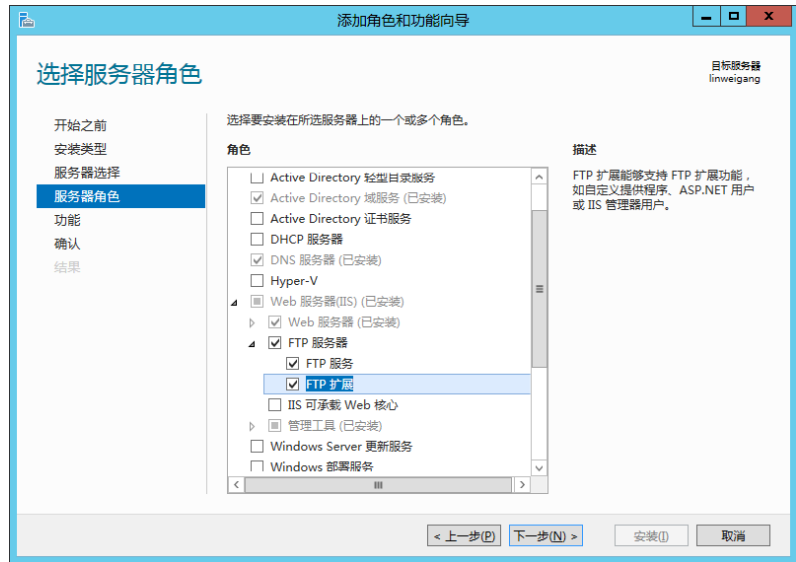 添加角色和功能向导
选择服务器角色
目标服务器
linweigang
开始之前
安装类型
服务器选择
服务器角色
功能
确认
结果
选择要安装在所选服务器上的一个或多个角色。
角色
Active Directory 轻型目录服务
Active Directory 域服务 (已安装)
Active Directory 证书服务
DHCP 服务器
DNS 服务器 (已安装)
Hyper-V
Web 服务器(IIS) (已安装)
Web 服务器 (已安装)
FTP 服务器
FTP 服务
FTP 扩展
IIS 可承载 Web 核心
管理工具 (已安装)
Windows Server 更新服务
Windows 部署服务
描述
FTP 扩展能够支持 FTP 扩展功能，
如自定义提供程序、ASP.NET 用户
或 IIS 管理器用户。
< 上一步(P)
下一步(N) >
安装(I)
取消